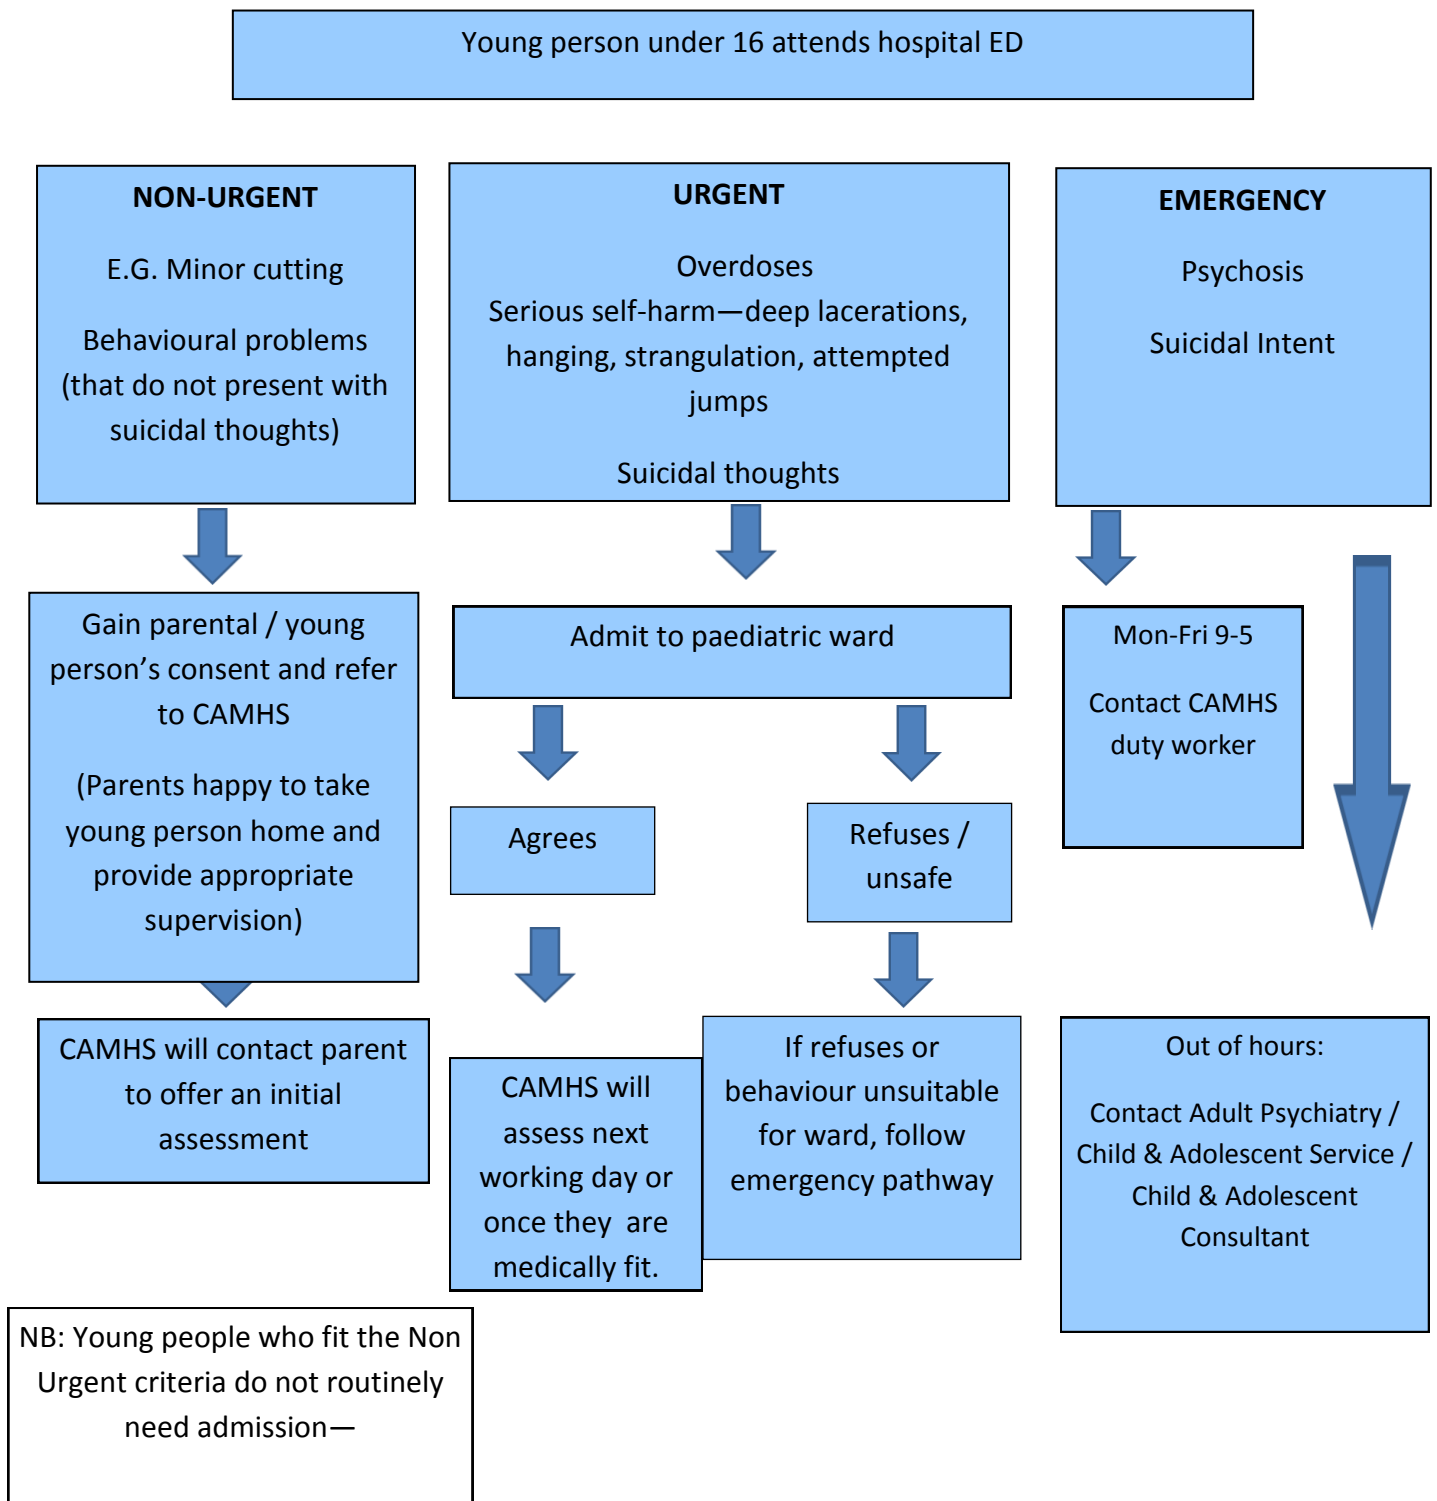 Young person under 16 attends hospital ED
NON-URGENT
E.G. Minor cutting
Behavioural problems
(that do not present with
suicidal thoughts)
URGENT
Overdoses
Serious self-harm—deep lacerations,
hanging, strangulation, attempted
jumps
Suicidal thoughts
EMERGENCY
Psychosis
Suicidal Intent
Gain parental / young
person’s consent and refer
to CAMHS
(Parents happy to take
young person home and
provide appropriate
supervision)
Admit to paediatric ward
Mon-Fri 9-5
Contact CAMHS
duty worker
Agrees
Refuses /
unsafe
CAMHS will contact parent
to offer an initial
assessment
CAMHS will
assess next
working day or
once they  are
medically fit.
If refuses or
behaviour unsuitable
for ward, follow
emergency pathway
Out of hours:
Contact Adult Psychiatry /
Child & Adolescent Service /
Child & Adolescent
Consultant
NB: Young people who fit the Non
Urgent criteria do not routinely
need admission—